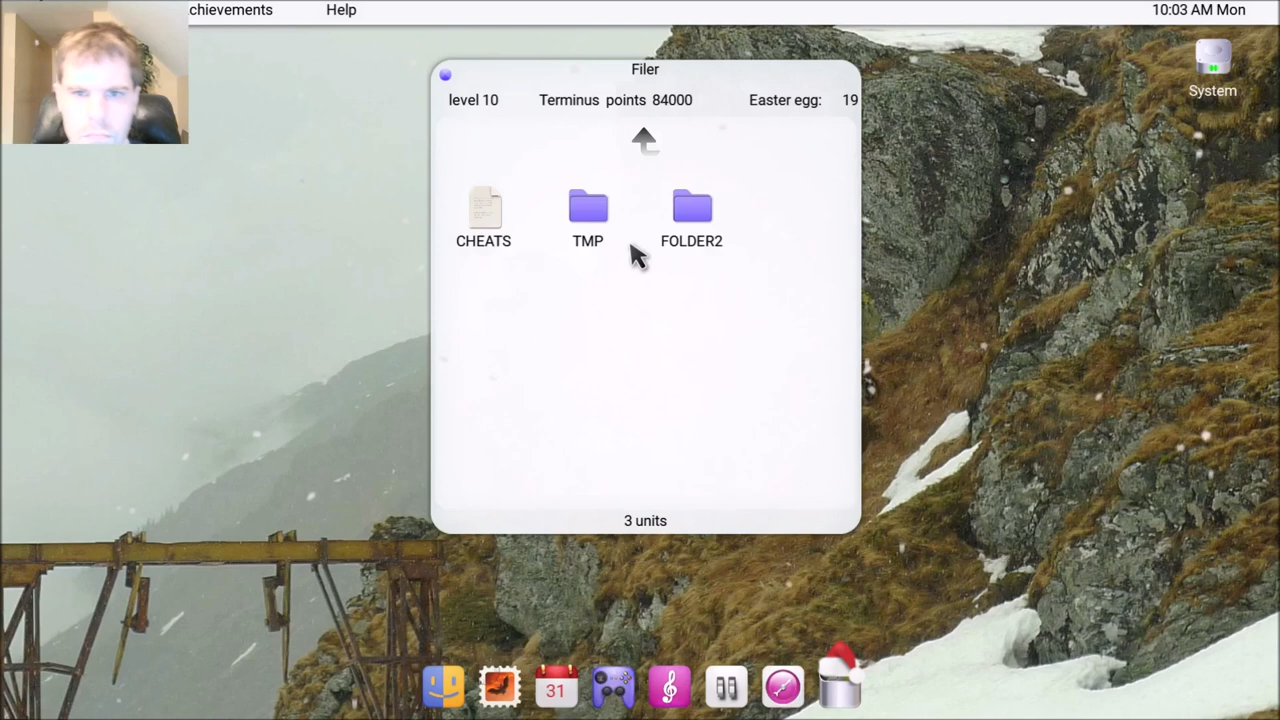 chievements Help 10:03 AM Mon
System
Filer
level 10 Terminus points 84000 Easter egg: 19
CHEATS TMP FOLDER2
3 units
31